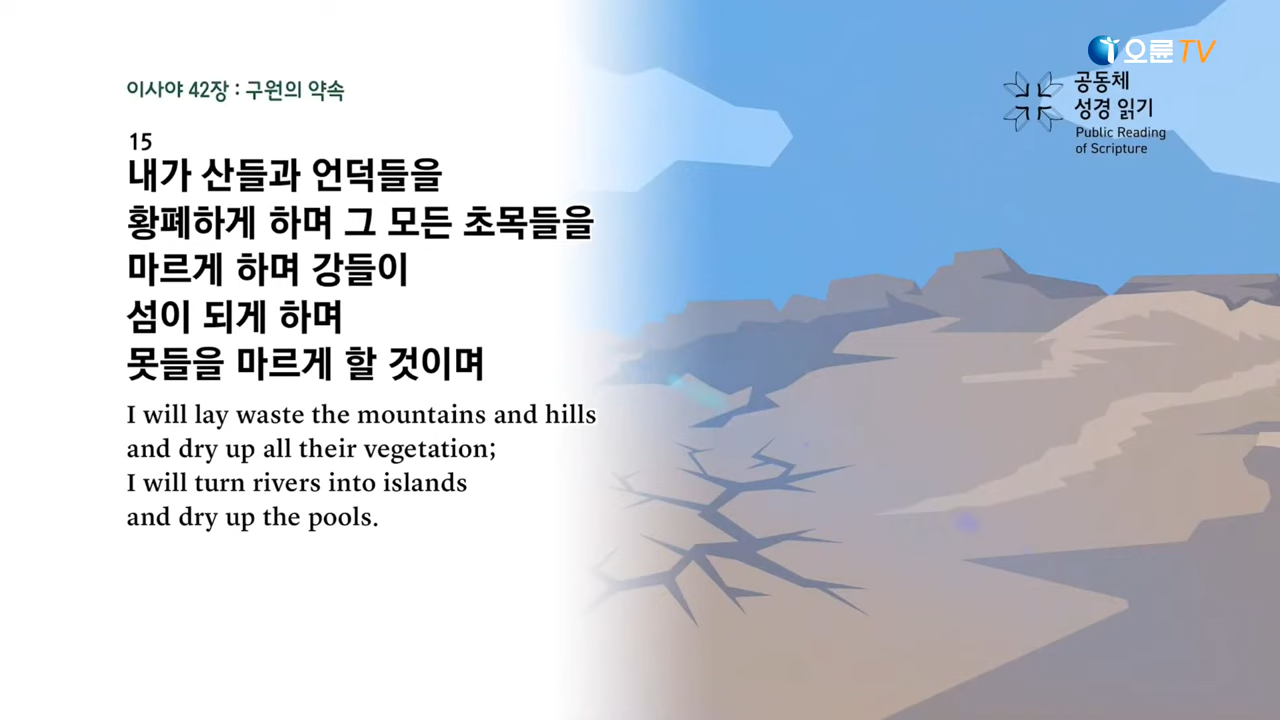 오륜TV
공동체
성경 읽기
Public Reading
of Scripture
이사야 42장 : 구원의 약속
15
내가 산들과 언덕들을
황폐하게 하며 그 모든 초목들을
마르게 하며 강들이
섬이 되게 하며
못들을 마르게 할 것이며
I will lay waste the mountains and hills
and dry up all their vegetation;
I will turn rivers into islands
and dry up the pools.